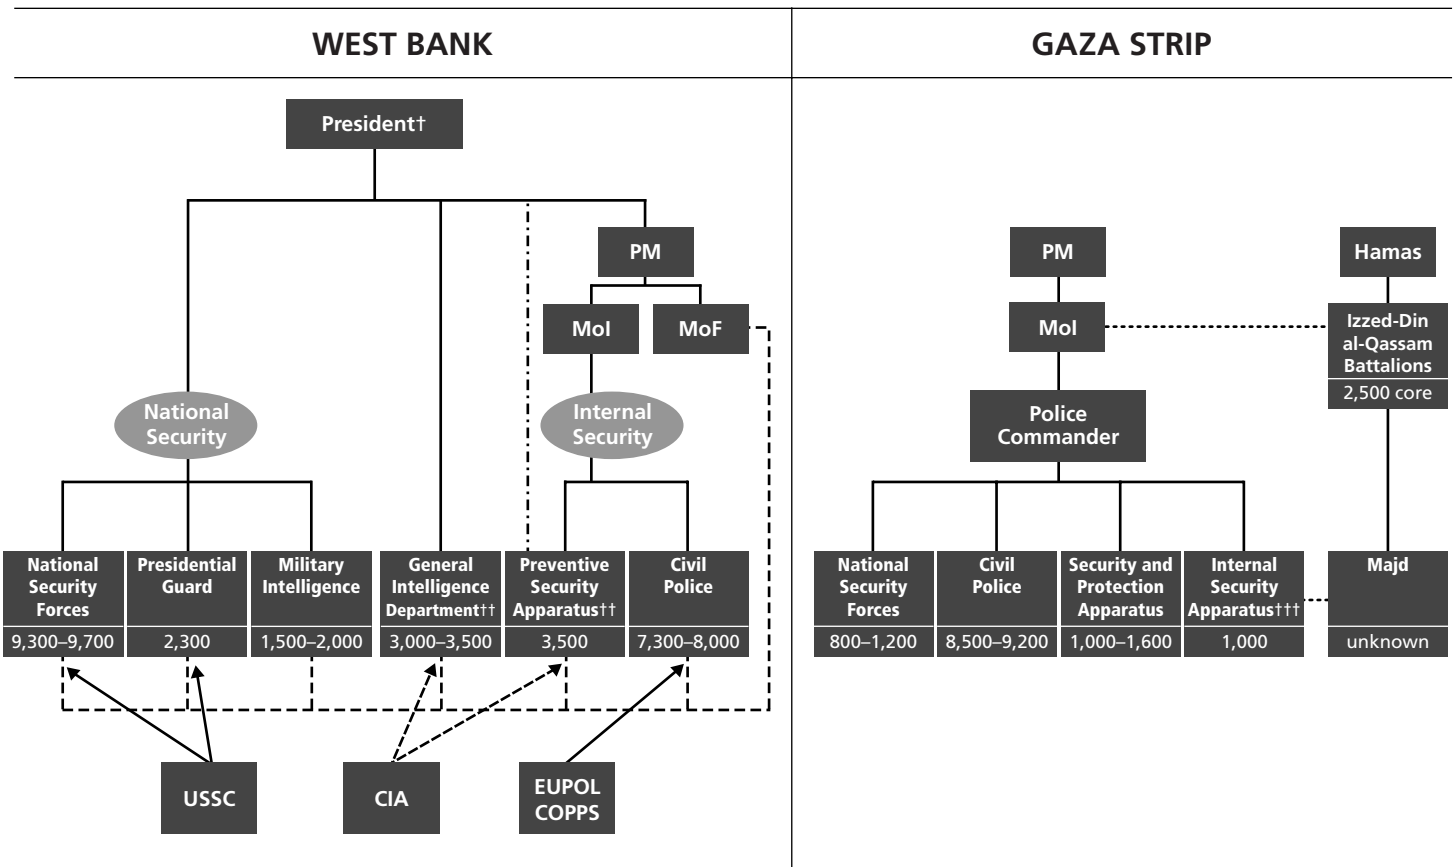 WEST BANK
GAZA STRIP
President†
PM
MoI
MoF
National
Security
Internal
Security
National
Security
Forces
9,300–9,700
Presidential
Guard
2,300
Military
Intelligence
1,500–2,000
General
Intelligence
Department††
3,000–3,500
Preventive
Security
Apparatus††
3,500
Civil
Police
7,300–8,000
USSC
CIA
EUPOL
COPPS
PM
MoI
Police
Commander
National
Security
Forces
800–1,200
Civil
Police
8,500–9,200
Security and
Protection
Apparatus
1,000–1,600
Internal
Security
Apparatus†††
1,000
Hamas
Izzed-Din
al-Qassam
Battalions
2,500 core
Majd
unknown